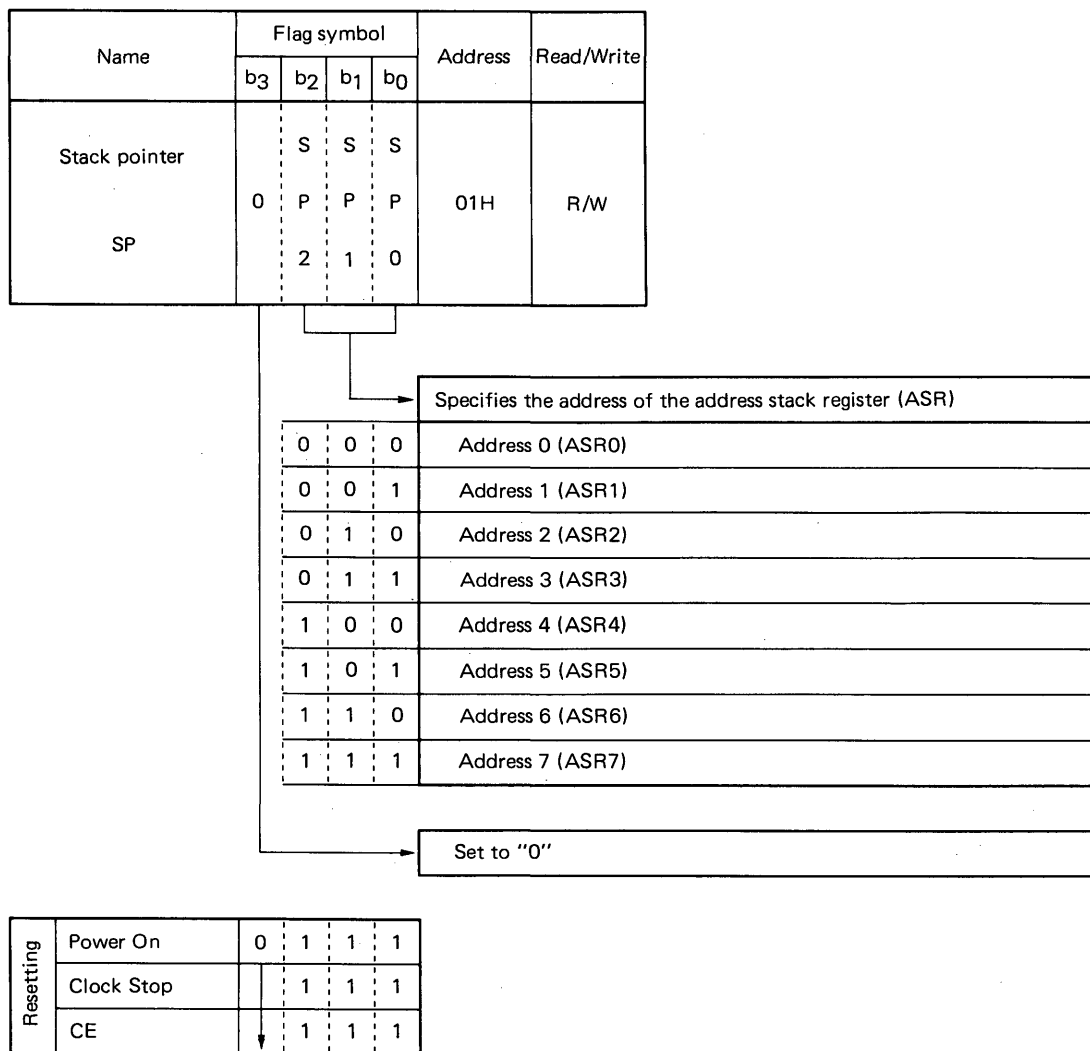 Name Flag symbol Address Read/Write
b3 b2 b1 b0
Stack pointer
SP
0 SP2 SP1 SP0 01H R/W
Specifies the address of the address stack register (ASR)
0 0 0 Address 0 (ASR0)
0 0 1 Address 1 (ASR1)
0 1 0 Address 2 (ASR2)
0 1 1 Address 3 (ASR3)
1 0 0 Address 4 (ASR4)
1 0 1 Address 5 (ASR5)
1 1 0 Address 6 (ASR6)
1 1 1 Address 7 (ASR7)
Set to "0"
Resetting
Power On 0 1 1 1
Clock Stop 1 1 1
CE 1 1 1